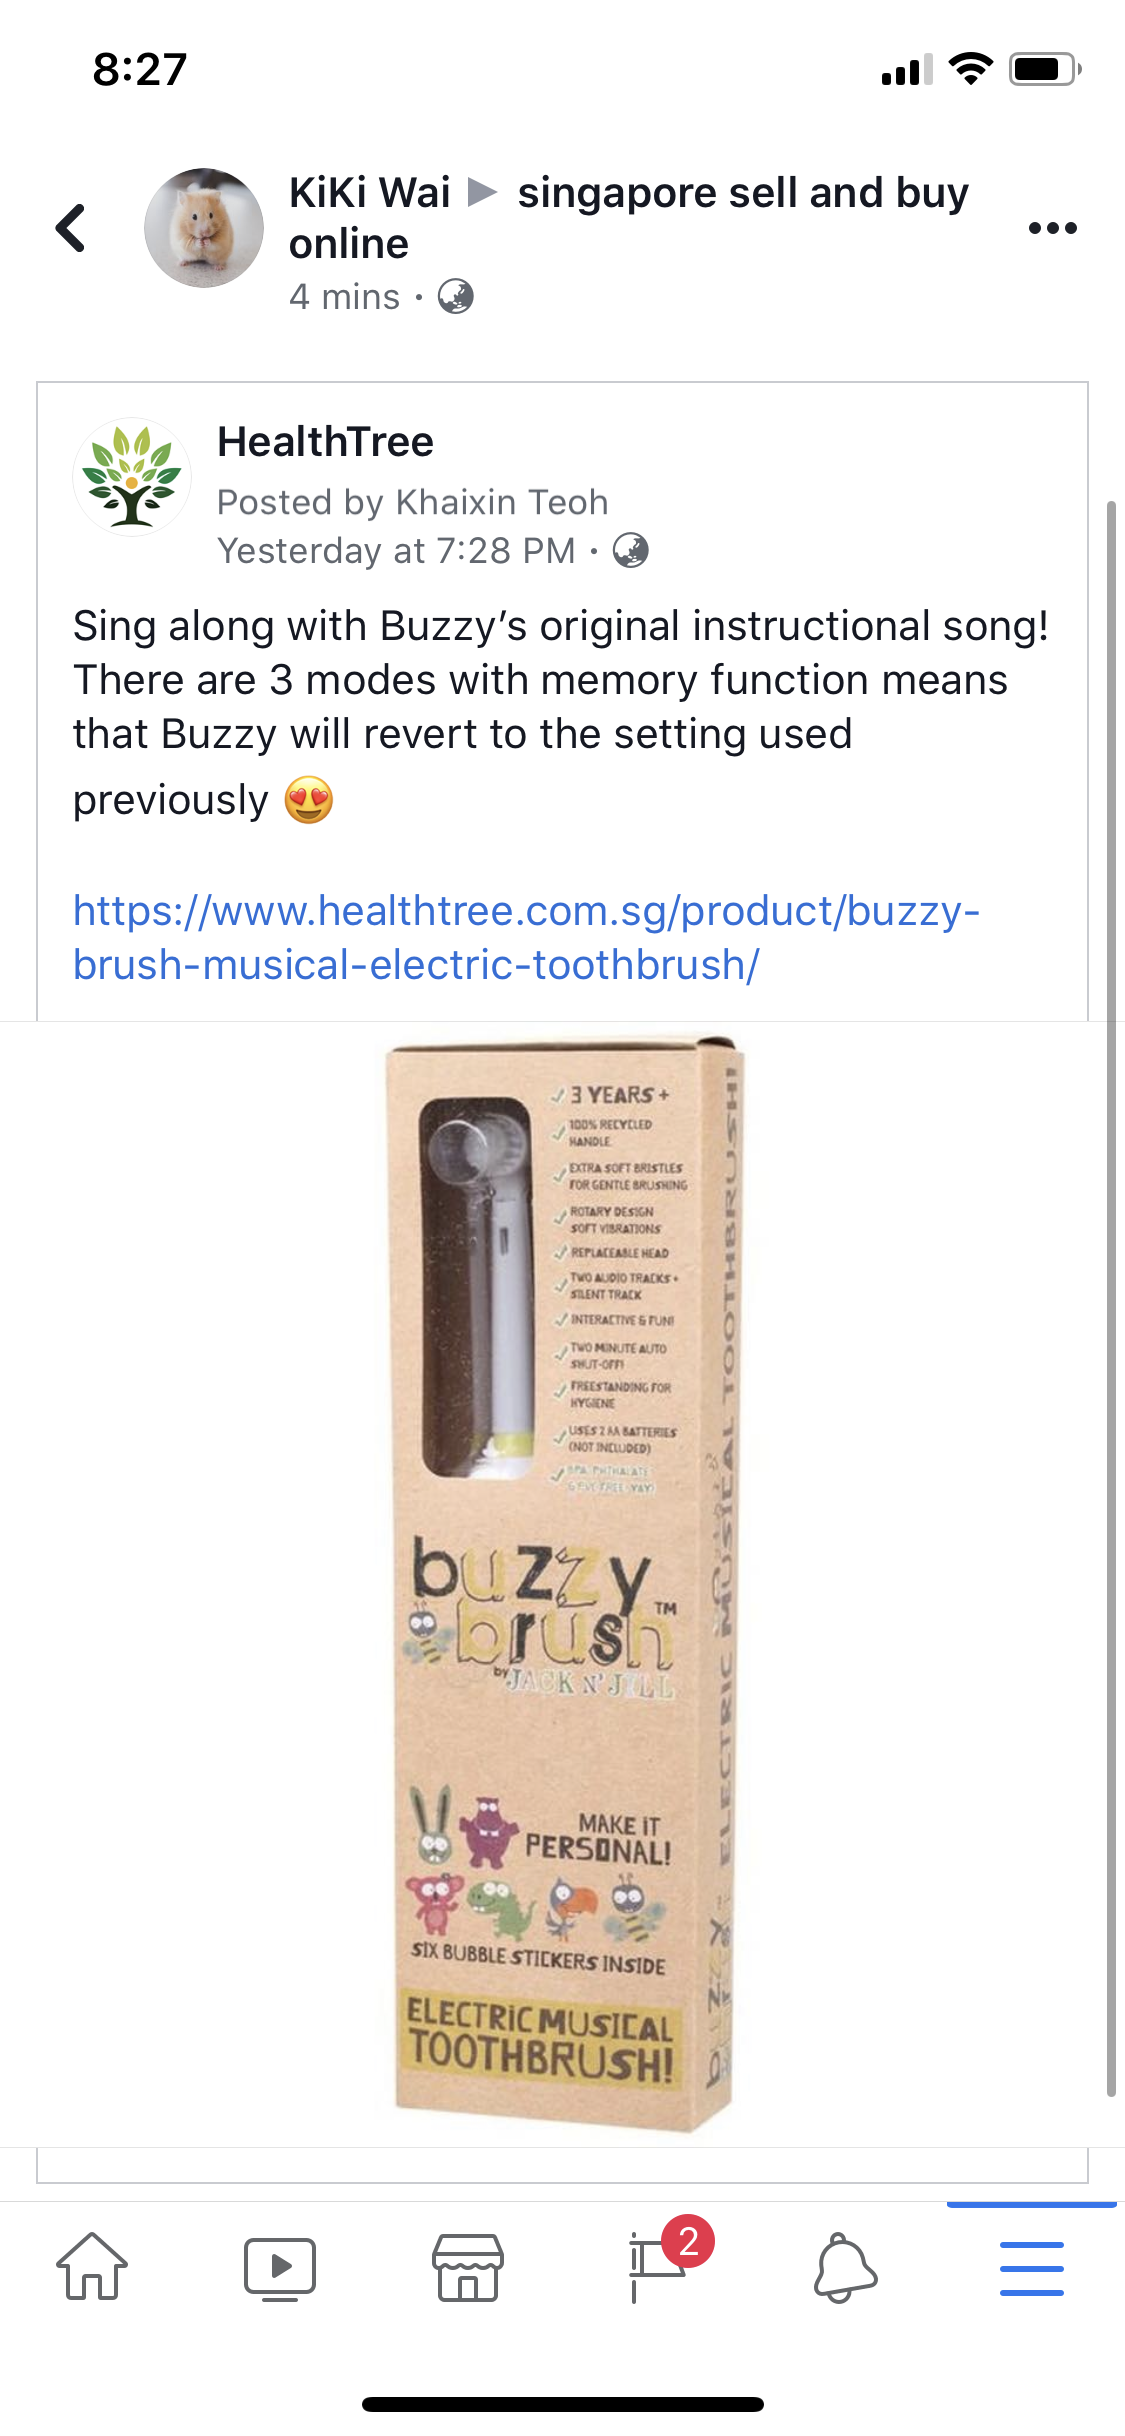 8:27
KiKi Wai ▶ singapore sell and buy
online
4 mins ·
HealthTree
Posted by Khaixin Teoh
Yesterday at 7:28 PM ·
Sing along with Buzzy's original instructional song!
There are 3 modes with memory function means
that Buzzy will revert to the setting used
previously 😍
https://www.healthtree.com.sg/product/buzzy-
brush-musical-electric-toothbrush/
3 YEARS +
100% RECYCLED
HANDLE
EXTRA SOFT BRISTLES
FOR GENTLE BRUSHING
ROTARY DESIGN
SOFT VIBRATIONS
REPLACEABLE HEAD
TWO AUDIO TRACKS +
SILENT TRACK
INTERACTIVE & FUN!
TWO MINUTE AUTO
SHUT-OFF!
FREESTANDING FOR
HYGIENE
USES 2 AA BATTERIES
(NOT INCLUDED)
BPA, PHTHALATE
& PVC FREE YAY!
buzzy
brush™
by JACK N' JILL
MAKE IT
PERSONAL!
SIX BUBBLE STICKERS INSIDE
ELECTRIC MUSICAL
TOOTHBRUSH!
buzzy brush - ELECTRIC MUSICAL TOOTHBRUSH!
2